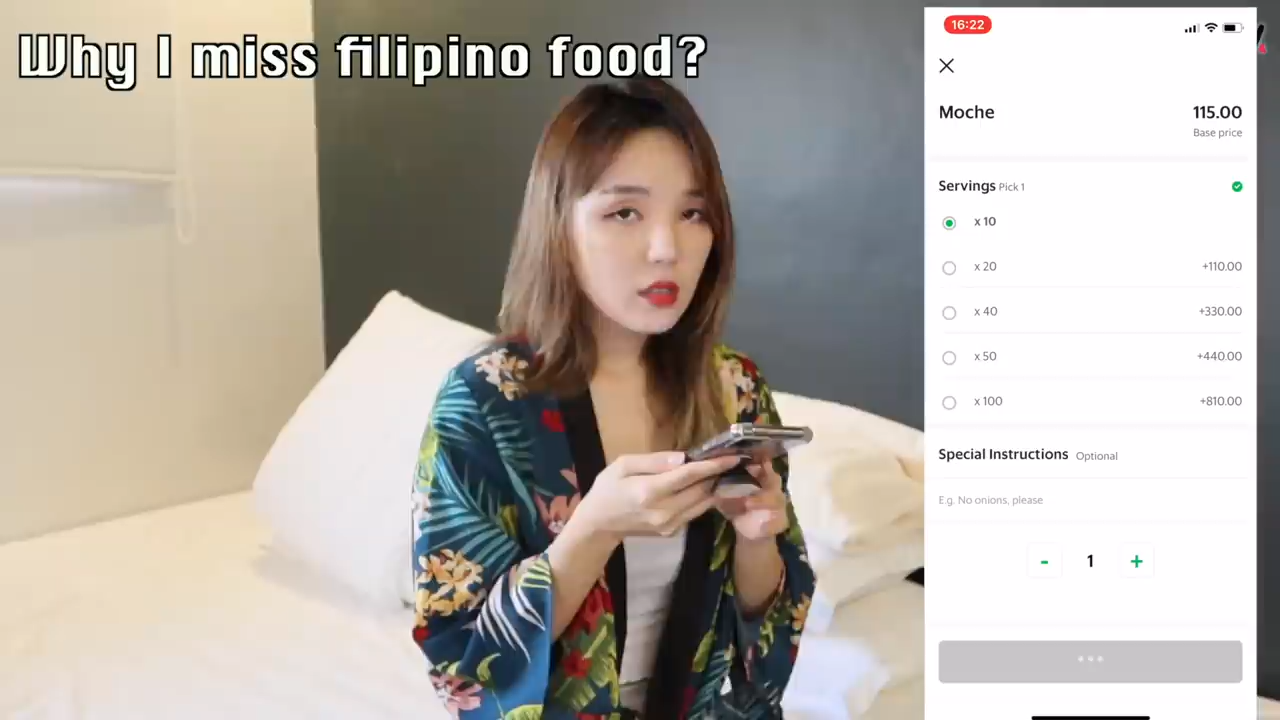 Why I miss filipino food?
16:22
Moche 115.00
Base price
Servings Pick 1
x 10
x 20 +110.00
x 40 +330.00
x 50 +440.00
x 100 +810.00
Special Instructions Optional
E.g. No onions, please
- 1 +